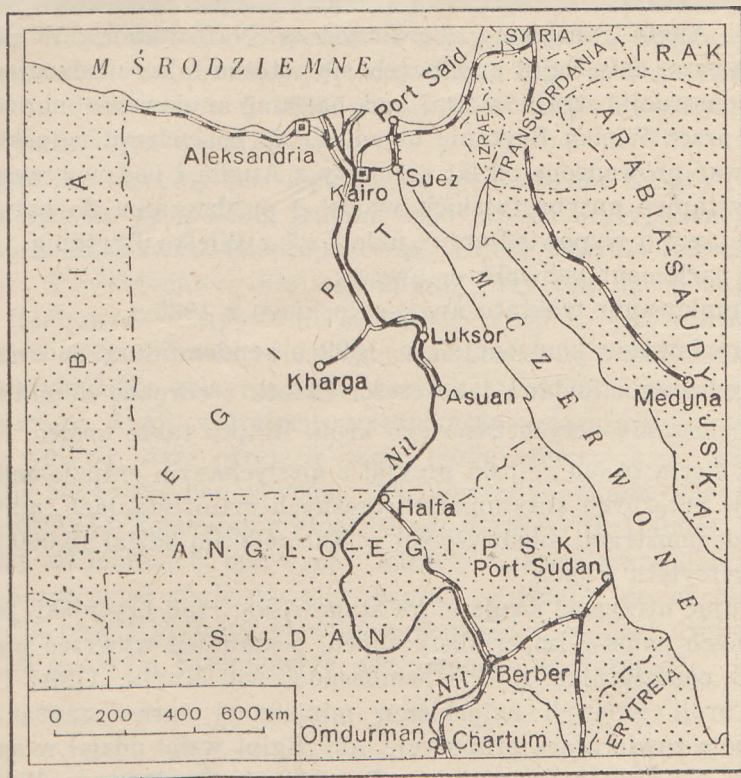 M ŚRODZIEMNE
SYRIA
IRAK
Port Said
TRANSJORDANIA
IZRAEL
ARABIA-SAUDYJSKA
Aleksandria
Kairo
Suez
LIBIA
EGIPT
M CZERWONE
Luksor
Kharga
Asuan
Medyna
Nil
Halfa
ANGLO-EGIPSKI
Port Sudan
SUDAN
Berber
Nil
ERYTREIA
0 200 400 600 km
Omdurman
Chartum